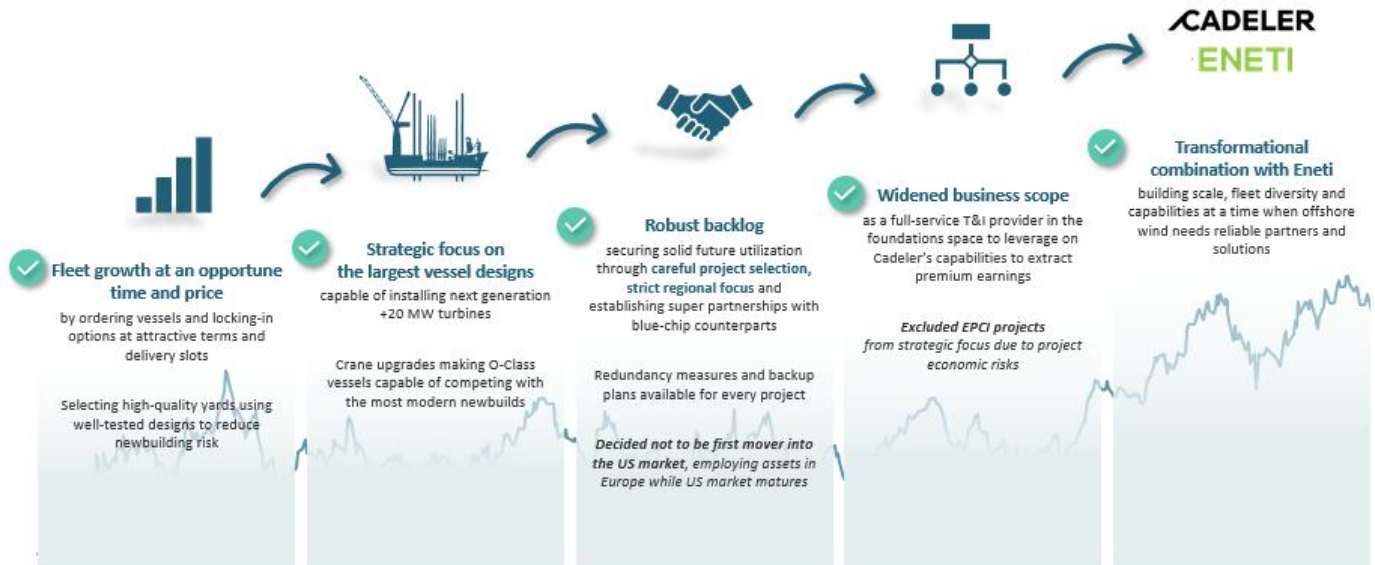 Fleet growth at an opportune
time and price
by ordering vessels and locking-in
options at attractive terms and
delivery slots
Selecting high-quality yards using
well-tested designs to reduce
newbuilding risk
Strategic focus on
the largest vessel designs
capable of installing next generation
+20 MW turbines
Crane upgrades making O-Class
vessels capable of competing with
the most modern newbuilds
Robust backlog
securing solid future utilization
through careful project selection,
strict regional focus and
establishing super partnerships with
blue-chip counterparts
Redundancy measures and backup
plans available for every project
Decided not to be first mover into
the US market, employing assets in
Europe while US market matures
Widened business scope
as a full-service T&I provider in the
foundations space to leverage on
Cadeler's capabilities to extract
premium earnings
Excluded EPCI projects
from strategic focus due to project
economic risks
CADELER
ENETI
Transformational
combination with Eneti
building scale, fleet diversity and
capabilities at a time when offshore
wind needs reliable partners and
solutions